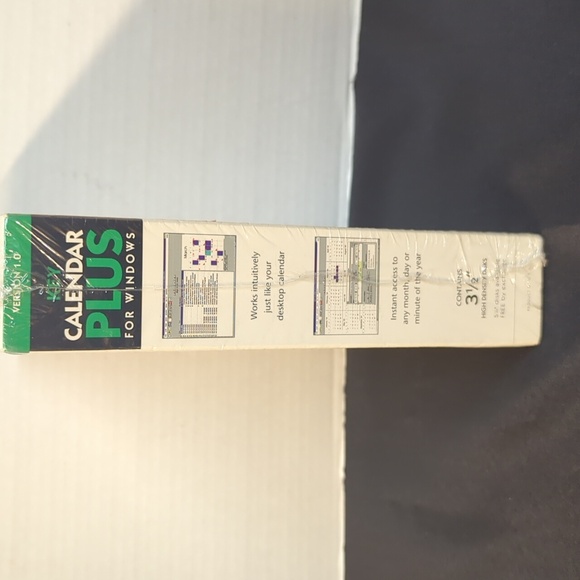 VERSION 1.0
KEY
CALENDAR
PLUS
FOR WINDOWS
Works intuitively
just like your
desktop calendar
Instant access to
any month, day or
minute of the year
CONTAINS
3½"
HIGH DENSITY DISKS